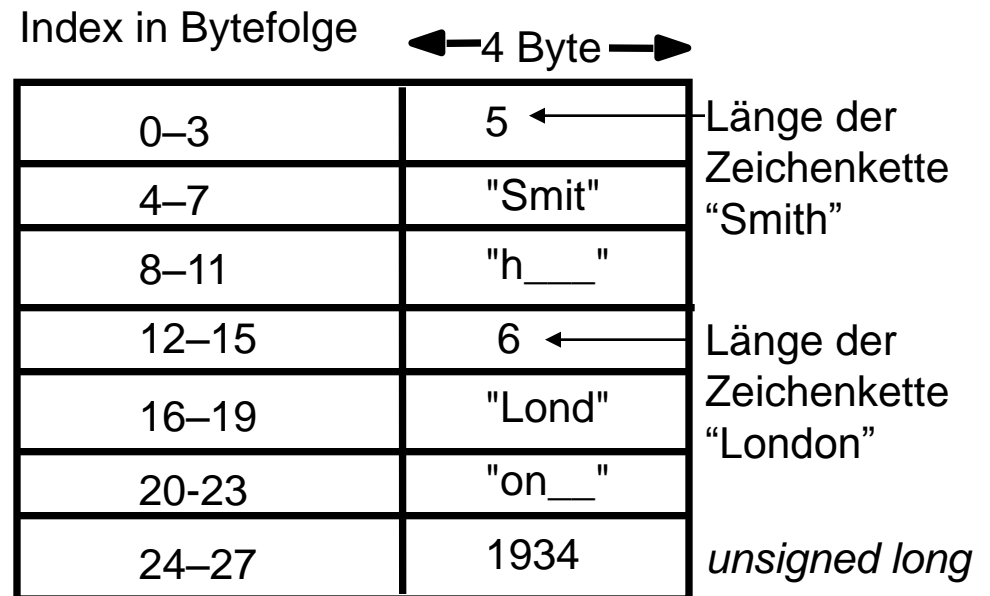 Index in Bytefolge
4 Byte
0–3 5 Länge der
Zeichenkette
4–7 "Smit"
“Smith”
8–11 "h___"
12–15 6 Länge der
Zeichenkette
16–19 "Lond"
“London”
20-23 "on__"
24–27 1934 unsigned long